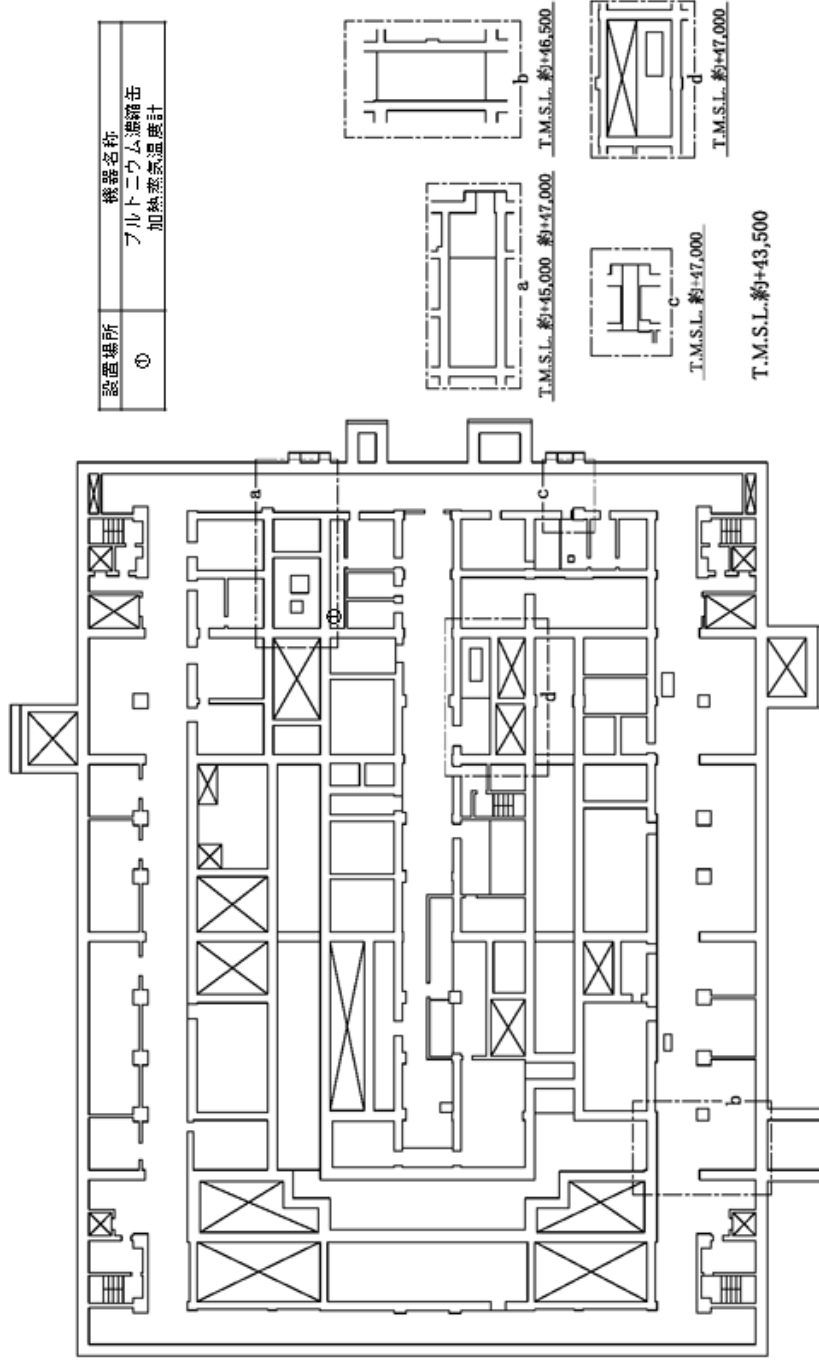 設置場所 機器名称
① プルトニウム濃縮缶
加熱蒸気温度計
a
b
c
d
①
a
T.M.S.L. 約+45,000 約+47,000
b
T.M.S.L. 約+46,500
c
T.M.S.L. 約+47,000
d
T.M.S.L. 約+47,000
T.M.S.L.約+43,500